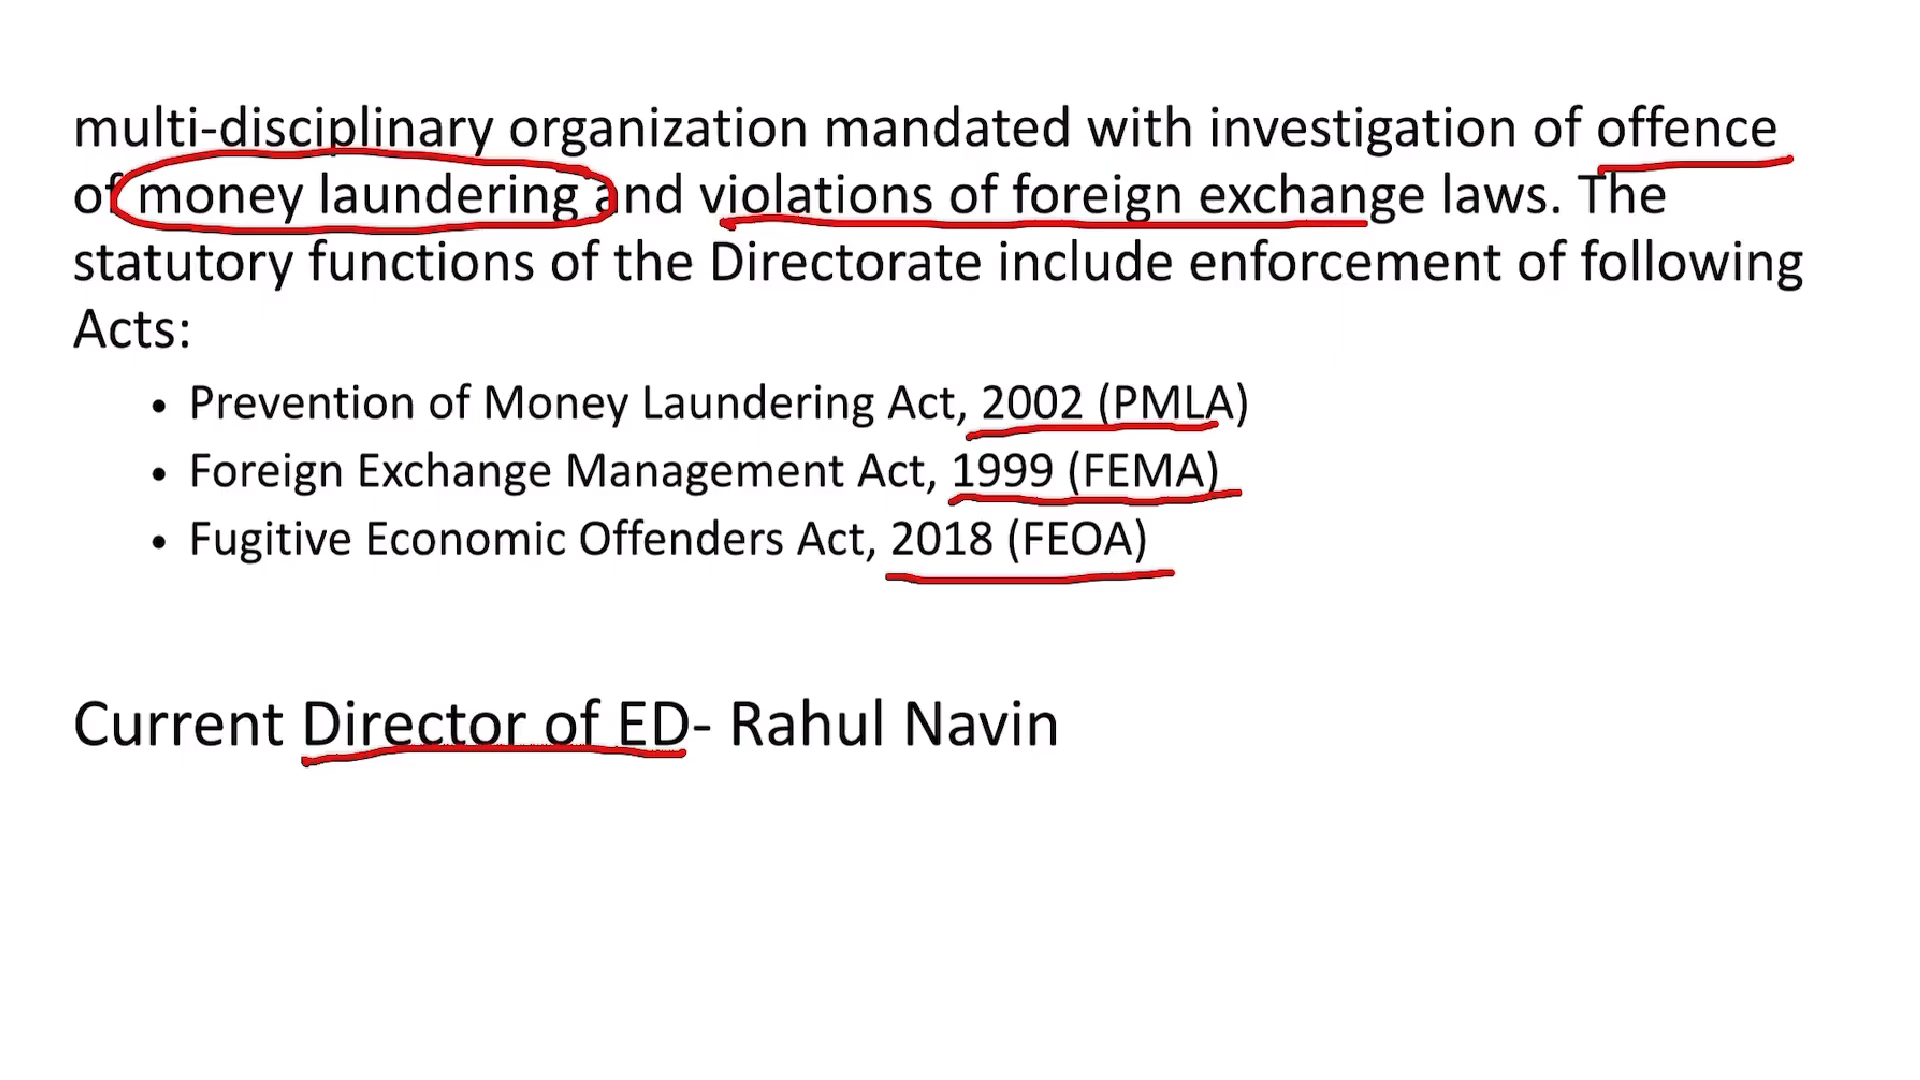 multi-disciplinary organization mandated with investigation of offence
of money laundering and violations of foreign exchange laws. The
statutory functions of the Directorate include enforcement of following
Acts:
• Prevention of Money Laundering Act, 2002 (PMLA)
• Foreign Exchange Management Act, 1999 (FEMA)
• Fugitive Economic Offenders Act, 2018 (FEOA)
Current Director of ED- Rahul Navin